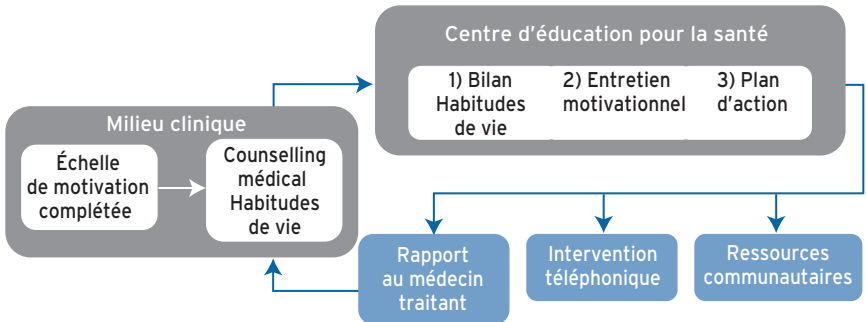 Centre d'éducation pour la santé
1) Bilan
Habitudes
de vie
2) Entretien
motivationnel
3) Plan
d'action
Milieu clinique
Échelle
de motivation
complétée
Counselling
médical
Habitudes
de vie
Rapport
au médecin
traitant
Intervention
téléphonique
Ressources
communautaires